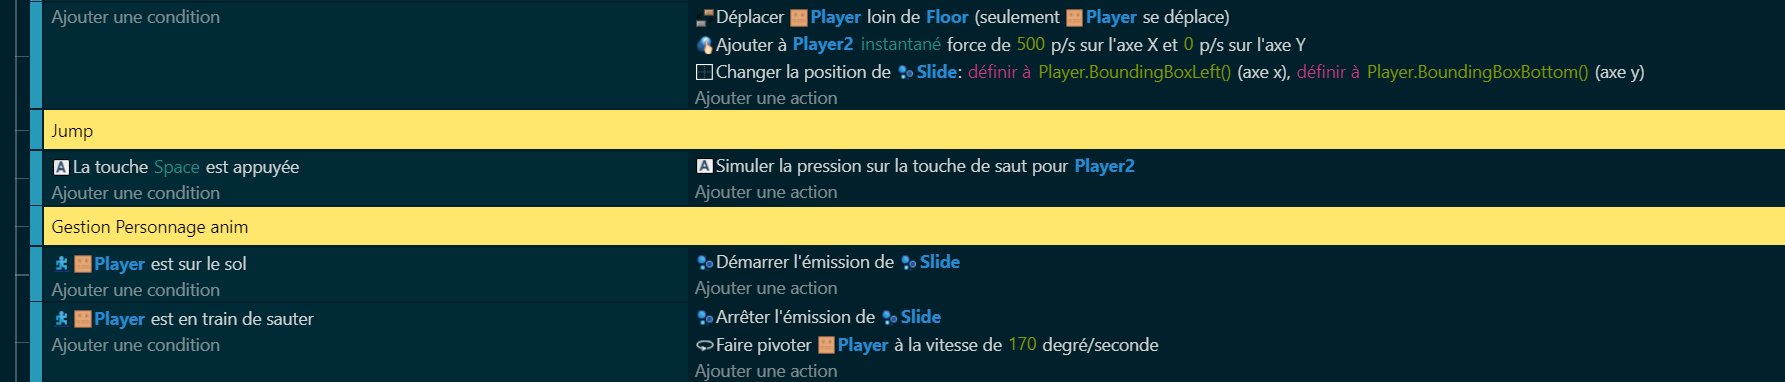 Ajouter une condition
Déplacer Player loin de Floor (seulement Player se déplace)
Ajouter à Player2 instantané force de 500 p/s sur l'axe X et 0 p/s sur l'axe Y
Changer la position de Slide: définir à Player.BoundingBoxLeft() (axe x), définir à Player.BoundingBoxBottom() (axe y)
Ajouter une action
Jump
La touche Space est appuyée
Ajouter une condition
Simuler la pression sur la touche de saut pour Player2
Ajouter une action
Gestion Personnage anim
Player est sur le sol
Ajouter une condition
Démarrer l'émission de Slide
Ajouter une action
Player est en train de sauter
Ajouter une condition
Arrêter l'émission de Slide
Faire pivoter Player à la vitesse de 170 degré/seconde
Ajouter une action